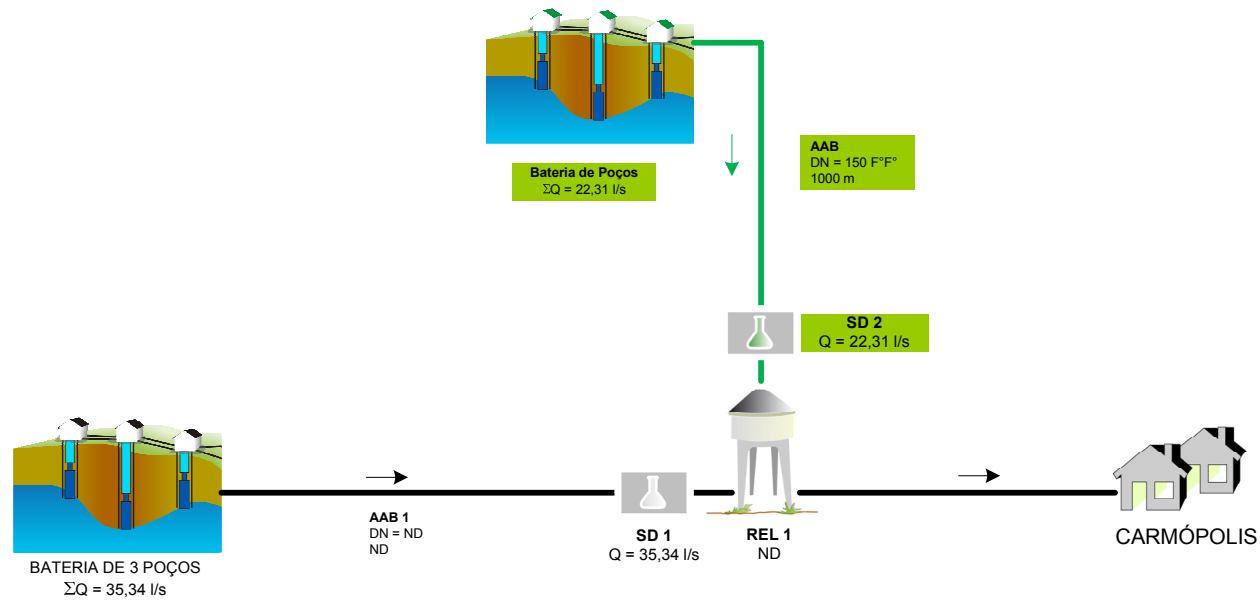 Bateria de Poços
ΣQ = 22,31 l/s
AAB
DN = 150 F°F°
1000 m
SD 2
Q = 22,31 l/s
BATERIA DE 3 POÇOS
ΣQ = 35,34 l/s
AAB 1
DN = ND
ND
SD 1
Q = 35,34 l/s
REL 1
ND
CARMÓPOLIS